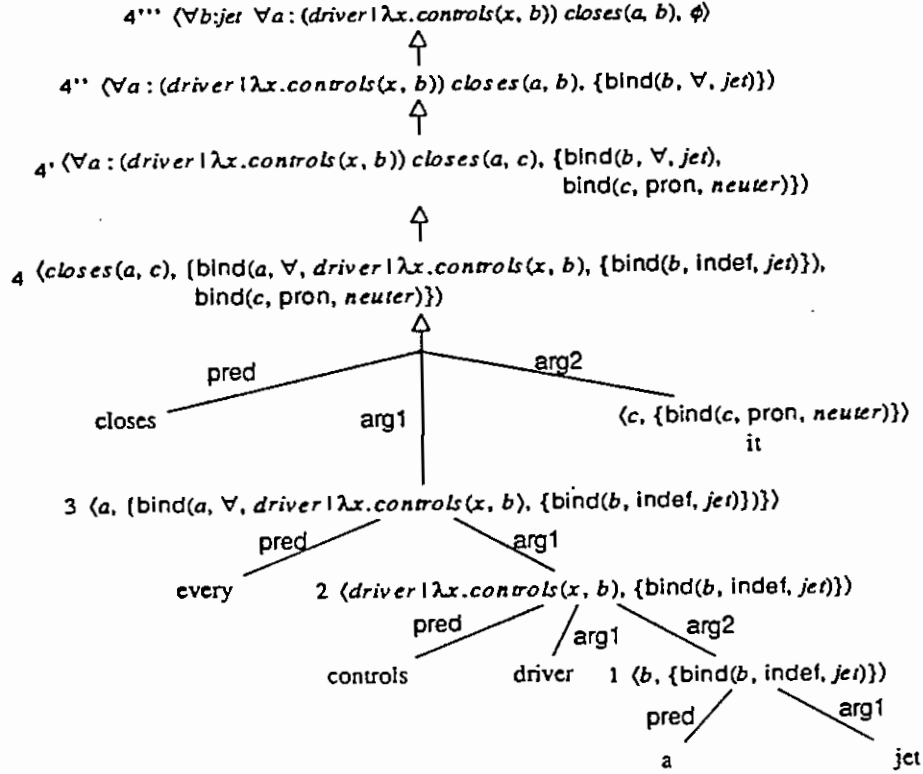 4''' ⟨∀b:jet ∀a : (driver | λx.controls(x, b)) closes(a, b), ϕ⟩
4'' ⟨∀a : (driver | λx.controls(x, b)) closes(a, b), {bind(b, ∀, jet)}⟩
4' ⟨∀a : (driver | λx.controls(x, b)) closes(a, c), {bind(b, ∀, jet),
bind(c, pron, neuter)}⟩
4 ⟨closes(a, c), {bind(a, ∀, driver | λx.controls(x, b), {bind(b, indef, jet)}),
bind(c, pron, neuter)}⟩
pred arg1 arg2
closes ⟨c, {bind(c, pron, neuter)}⟩
it
3 ⟨a, {bind(a, ∀, driver | λx.controls(x, b), {bind(b, indef, jet)})}⟩
pred arg1
every 2 ⟨driver | λx.controls(x, b), {bind(b, indef, jet)}⟩
pred arg1 arg2
controls driver 1 ⟨b, {bind(b, indef, jet)}⟩
pred arg1
a jet